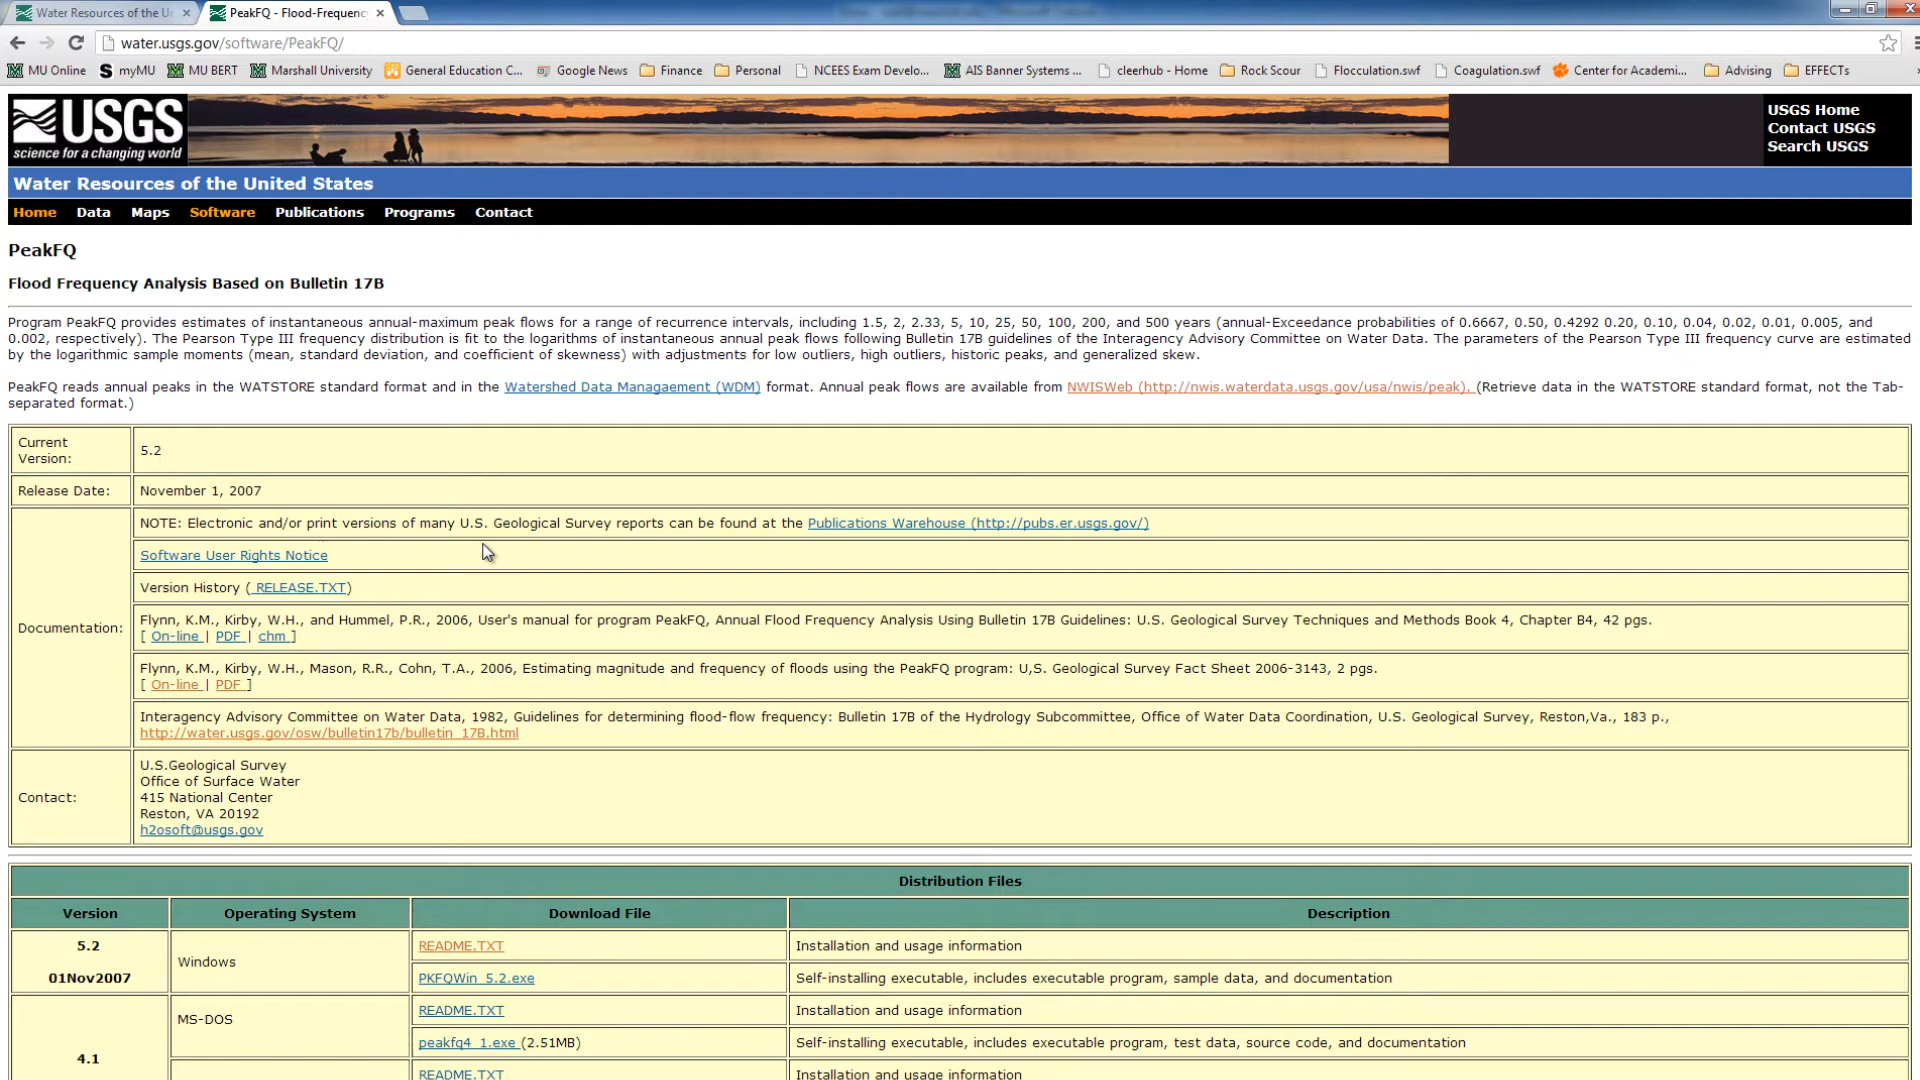 Water Resources of the U
PeakFQ - Flood-Frequenc
water.usgs.gov/software/PeakFQ/
MU Online
myMU
MU BERT
Marshall University
General Education C...
Google News
Finance
Personal
NCEES Exam Develo...
AIS Banner Systems ...
cleerhub - Home
Rock Scour
Flocculation.swf
Coagulation.swf
Center for Academi...
Advising
EFFECTs
USGS
science for a changing world
USGS Home
Contact USGS
Search USGS
Water Resources of the United States
Home Data Maps Software Publications Programs Contact
PeakFQ
Flood Frequency Analysis Based on Bulletin 17B
Program PeakFQ provides estimates of instantaneous annual-maximum peak flows for a range of recurrence intervals, including 1.5, 2, 2.33, 5, 10, 25, 50, 100, 200, and 500 years (annual-Exceedance probabilities of 0.6667, 0.50, 0.4292 0.20, 0.10, 0.04, 0.02, 0.01, 0.005, and
0.002, respectively). The Pearson Type III frequency distribution is fit to the logarithms of instantaneous annual peak flows following Bulletin 17B guidelines of the Interagency Advisory Committee on Water Data. The parameters of the Pearson Type III frequency curve are estimated
by the logarithmic sample moments (mean, standard deviation, and coefficient of skewness) with adjustments for low outliers, high outliers, historic peaks, and generalized skew.
PeakFQ reads annual peaks in the WATSTORE standard format and in the Watershed Data Managaement (WDM) format. Annual peak flows are available from NWISWeb (http://nwis.waterdata.usgs.gov/usa/nwis/peak). (Retrieve data in the WATSTORE standard format, not the Tab-
separated format.)
Current
Version:
5.2
Release Date:
November 1, 2007
Documentation:
NOTE: Electronic and/or print versions of many U.S. Geological Survey reports can be found at the Publications Warehouse (http://pubs.er.usgs.gov/)
Software User Rights Notice
Version History ( RELEASE.TXT)
Flynn, K.M., Kirby, W.H., and Hummel, P.R., 2006, User's manual for program PeakFQ, Annual Flood Frequency Analysis Using Bulletin 17B Guidelines: U.S. Geological Survey Techniques and Methods Book 4, Chapter B4, 42 pgs.
[ On-line | PDF | chm ]
Flynn, K.M., Kirby, W.H., Mason, R.R., Cohn, T.A., 2006, Estimating magnitude and frequency of floods using the PeakFQ program: U,S. Geological Survey Fact Sheet 2006-3143, 2 pgs.
[ On-line | PDF ]
Interagency Advisory Committee on Water Data, 1982, Guidelines for determining flood-flow frequency: Bulletin 17B of the Hydrology Subcommittee, Office of Water Data Coordination, U.S. Geological Survey, Reston,Va., 183 p.,
http://water.usgs.gov/osw/bulletin17b/bulletin_17B.html
Contact:
U.S.Geological Survey
Office of Surface Water
415 National Center
Reston, VA 20192
h2osoft@usgs.gov
Distribution Files
Version Operating System Download File Description
5.2
01Nov2007
Windows
README.TXT
Installation and usage information
PKFQWin_5.2.exe
Self-installing executable, includes executable program, sample data, and documentation
4.1
MS-DOS
README.TXT
Installation and usage information
peakfq4_1.exe (2.51MB)
Self-installing executable, includes executable program, test data, source code, and documentation
README.TXT
Installation and usage information